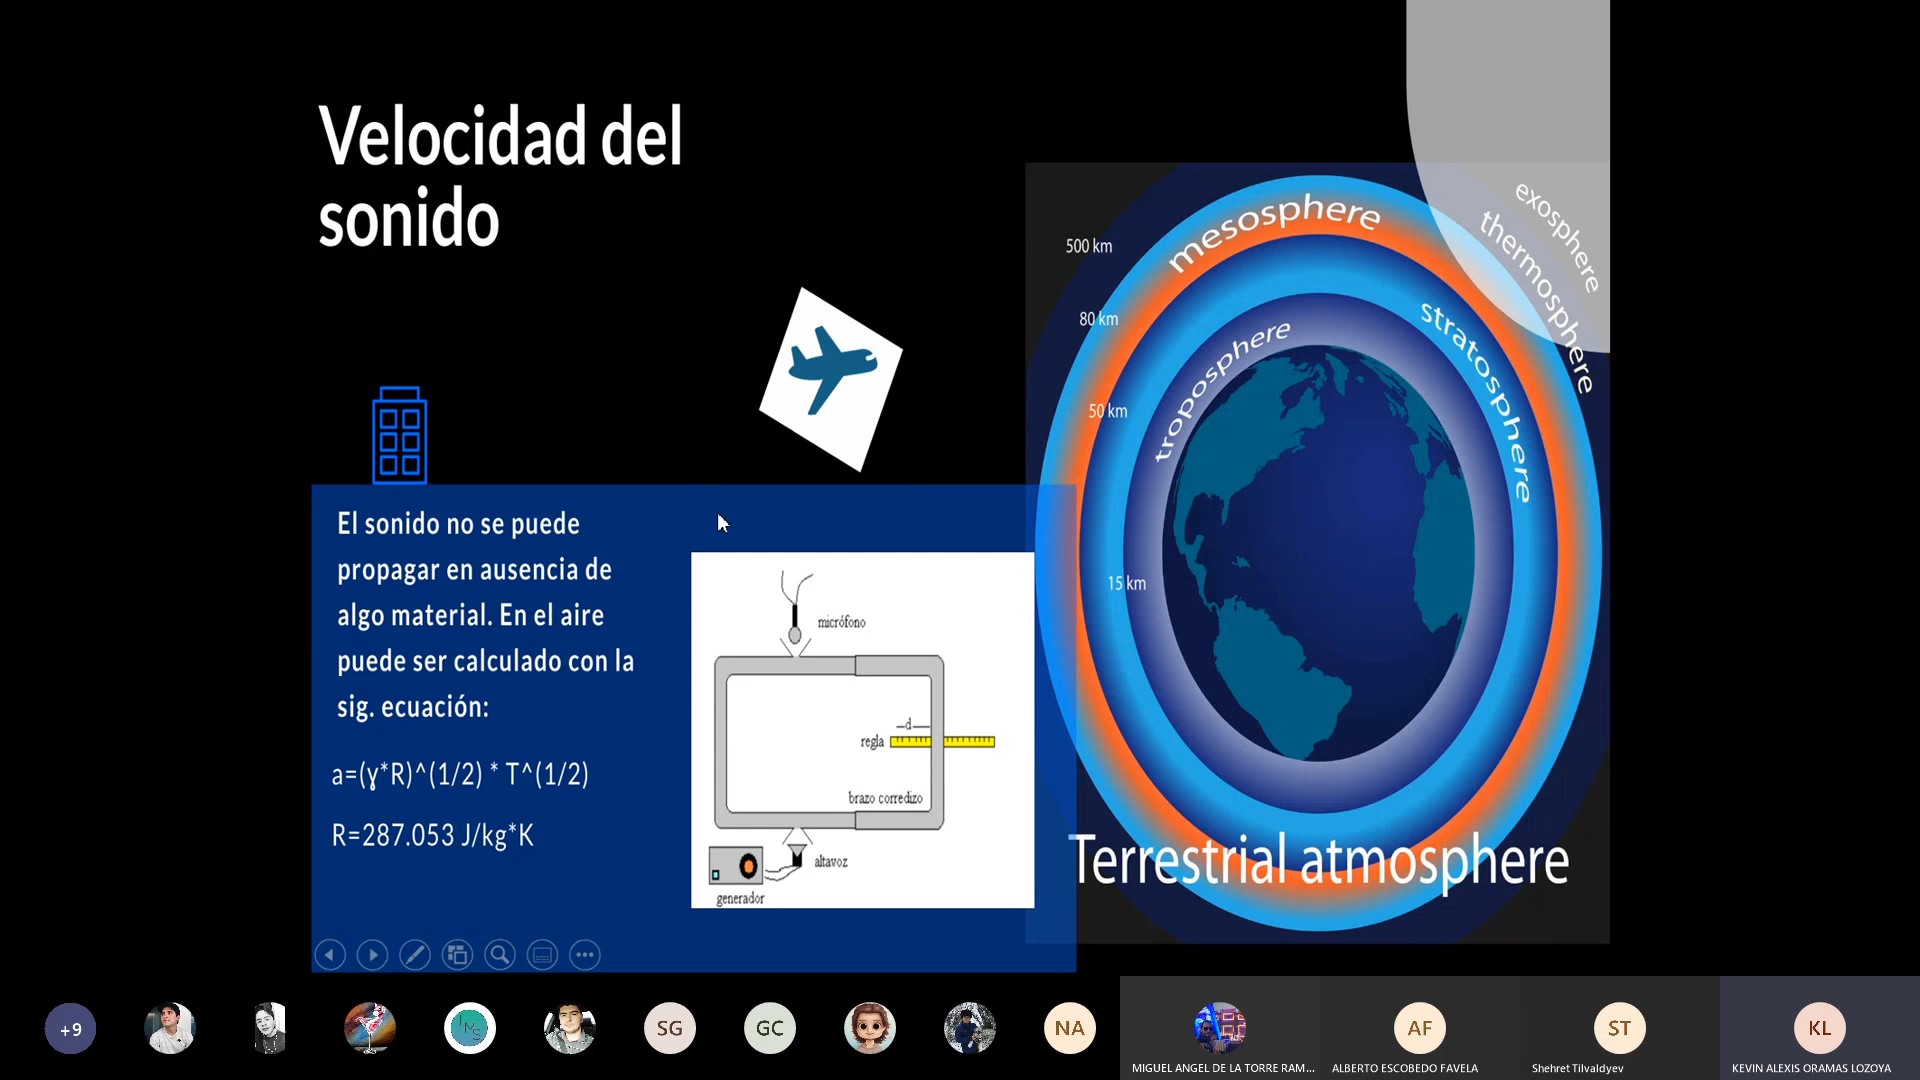 Velocidad del
sonido
El sonido no se puede
propagar en ausencia de
algo material. En el aire
puede ser calculado con la
sig. ecuación:
a=(ɣ*R)^(1/2) * T^(1/2)
R=287.053 J/kg*K
micrófono
d
regla
brazo corredizo
altavoz
generador
exosphere
thermosphere
mesosphere
stratosphere
troposphere
500 km
80 km
50 km
15 km
Terrestrial atmosphere
+9
IMS
SG
GC
NA
AF
ST
KL
MIGUEL ANGEL DE LA TORRE RAM...
ALBERTO ESCOBEDO FAVELA
Shehret Tilvaldyev
KEVIN ALEXIS ORAMAS LOZOYA